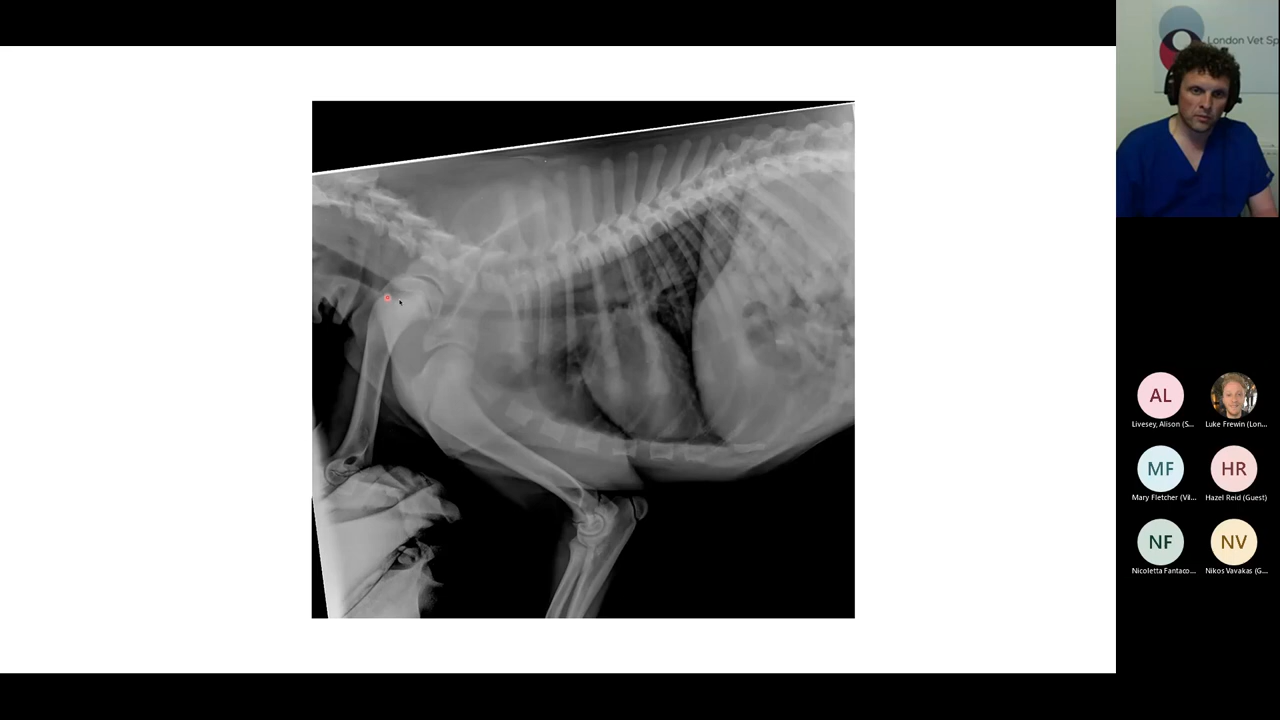 London Vet Sp
AL
Livesey, Alison (S...
Luke Frewin (Lon...
MF
Mary Fletcher (Vil...
HR
Hazel Reid (Guest)
NF
Nicoletta Fantaco...
NV
Nikos Vavakas (G...